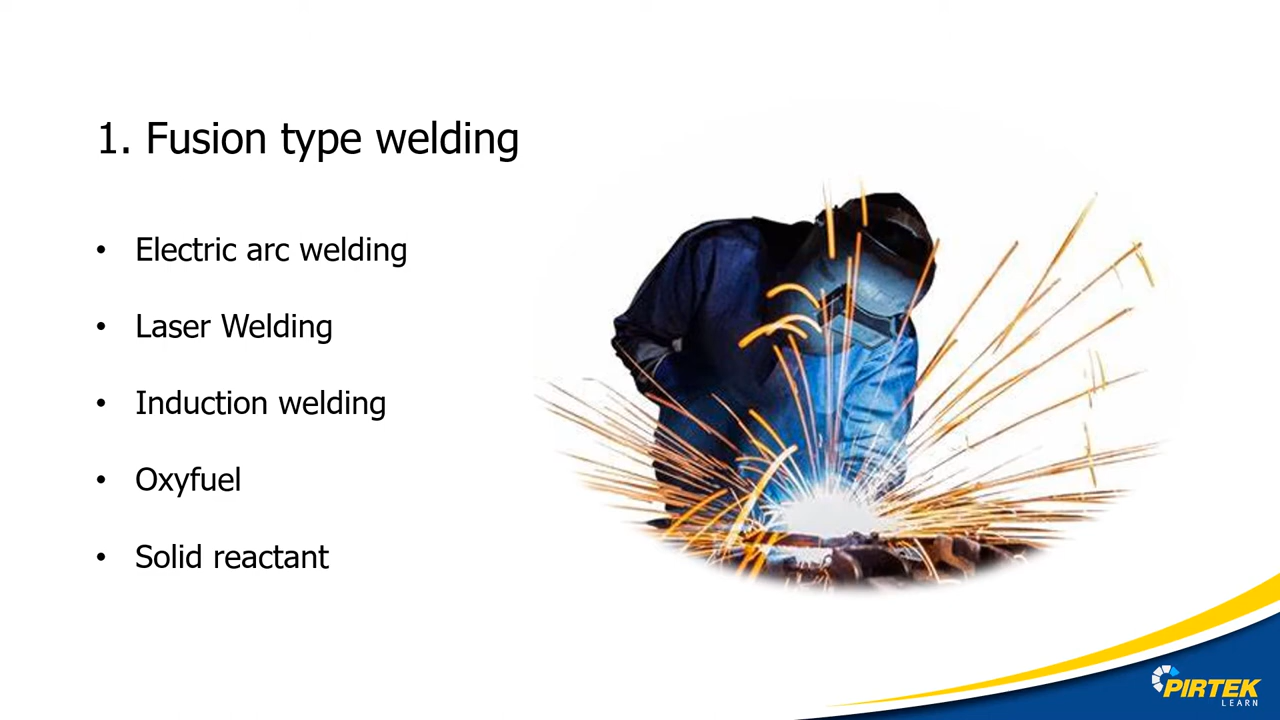 1. Fusion type welding
• Electric arc welding
• Laser Welding
• Induction welding
• Oxyfuel
• Solid reactant
PIRTEK
LEARN